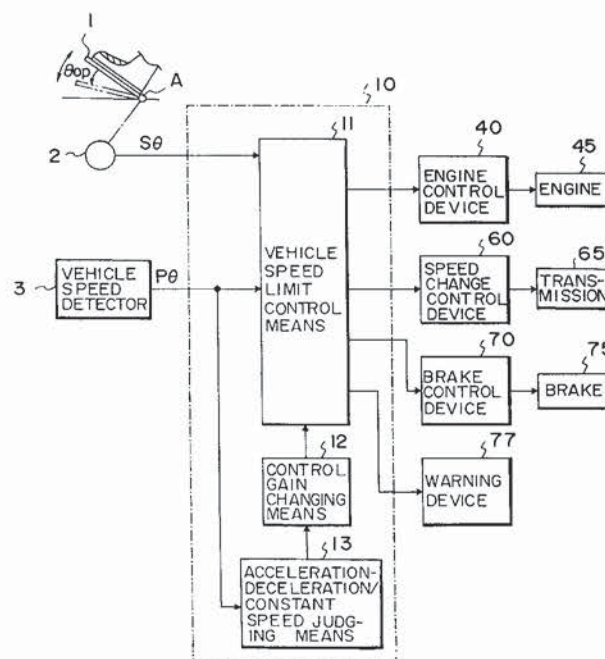 1
θop
A
2
Sθ
10
11
VEHICLE
SPEED
LIMIT
CONTROL
MEANS
40
ENGINE
CONTROL
DEVICE
45
ENGINE
3
VEHICLE
SPEED
DETECTOR
Pθ
60
SPEED
CHANGE
CONTROL
DEVICE
65
TRANS-
MISSION
70
BRAKE
CONTROL
DEVICE
75
BRAKE
12
CONTROL
GAIN
CHANGING
MEANS
77
WARNING
DEVICE
13
ACCELERATION-
DECELERATION/
CONSTANT
SPEED JUDG-
ING MEANS